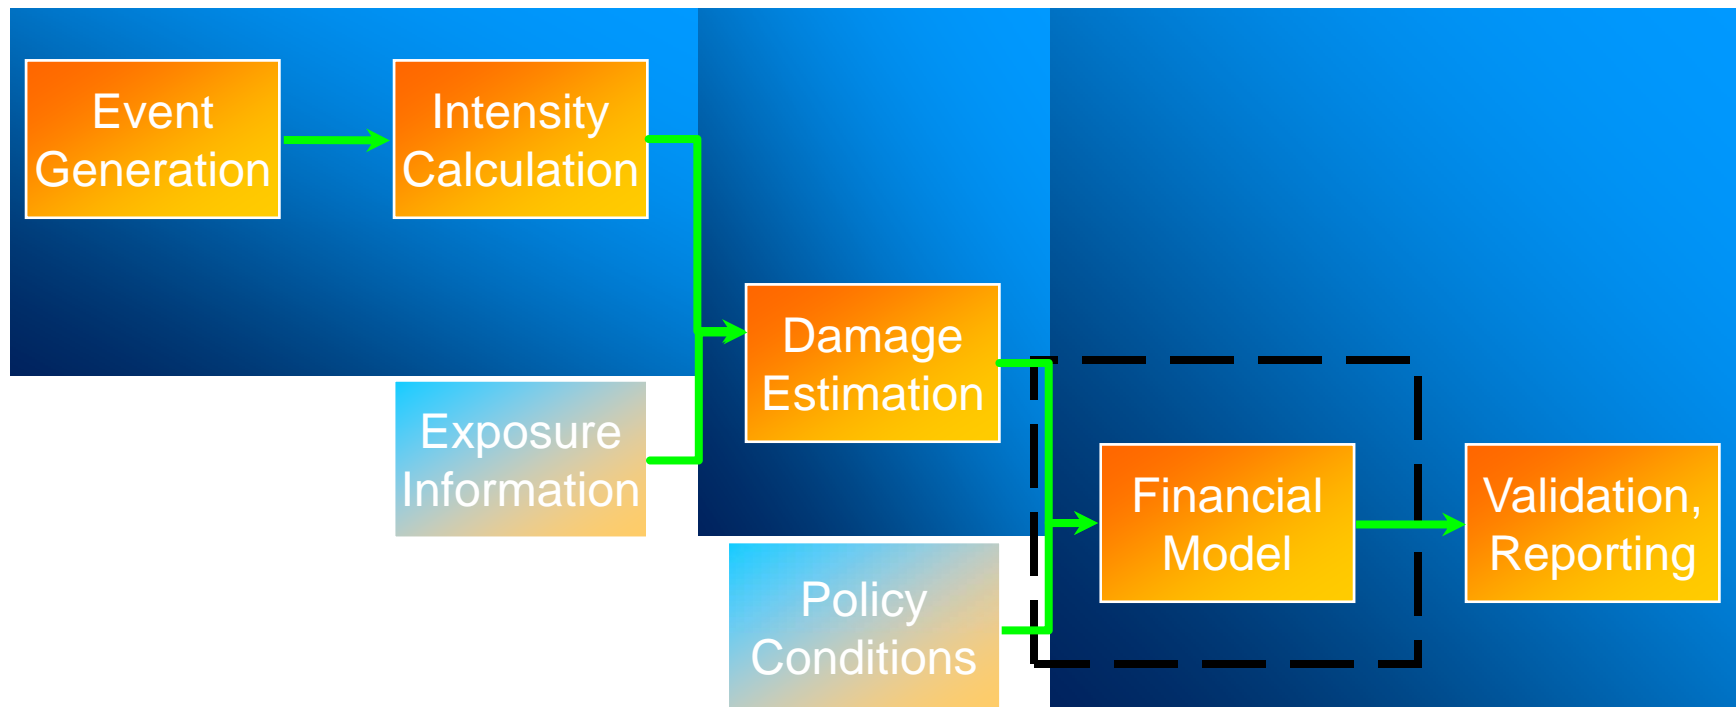 Event
Generation
Intensity
Calculation
Damage
Estimation
Exposure
Information
Financial
Model
Validation,
Reporting
Policy
Conditions